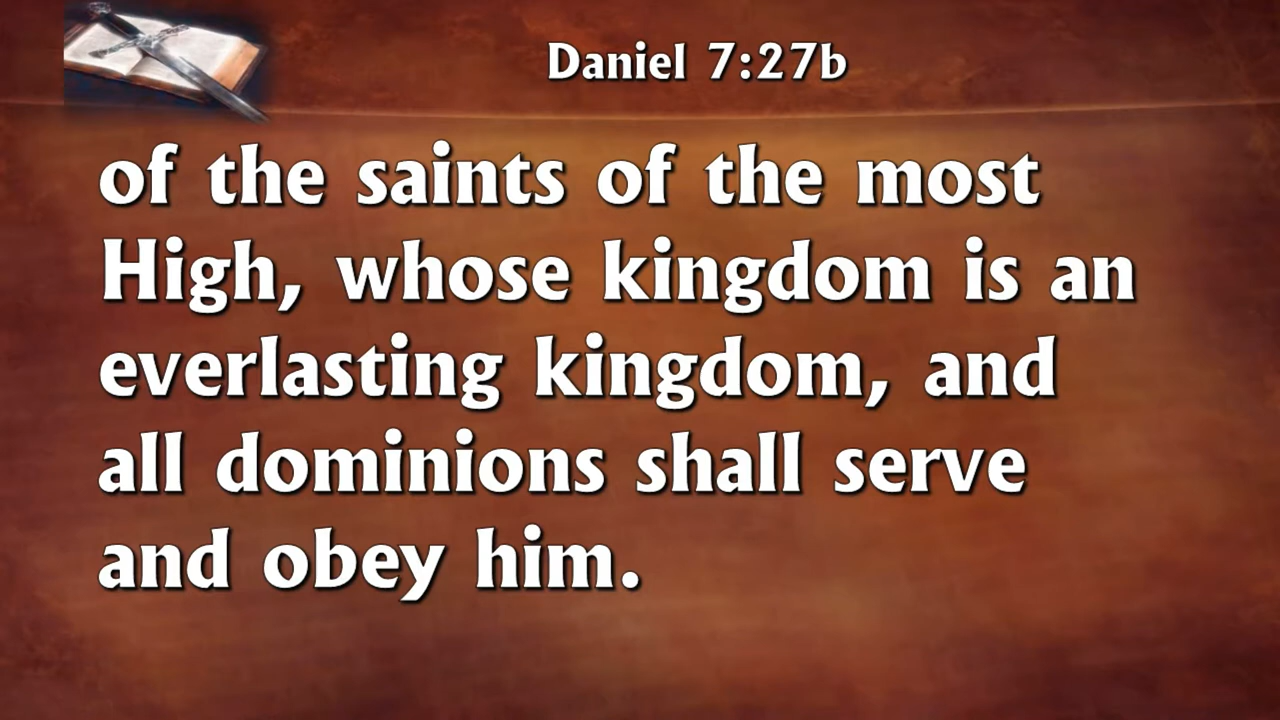 Daniel 7:27b
of the saints of the most
High, whose kingdom is an
everlasting kingdom, and
all dominions shall serve
and obey him.